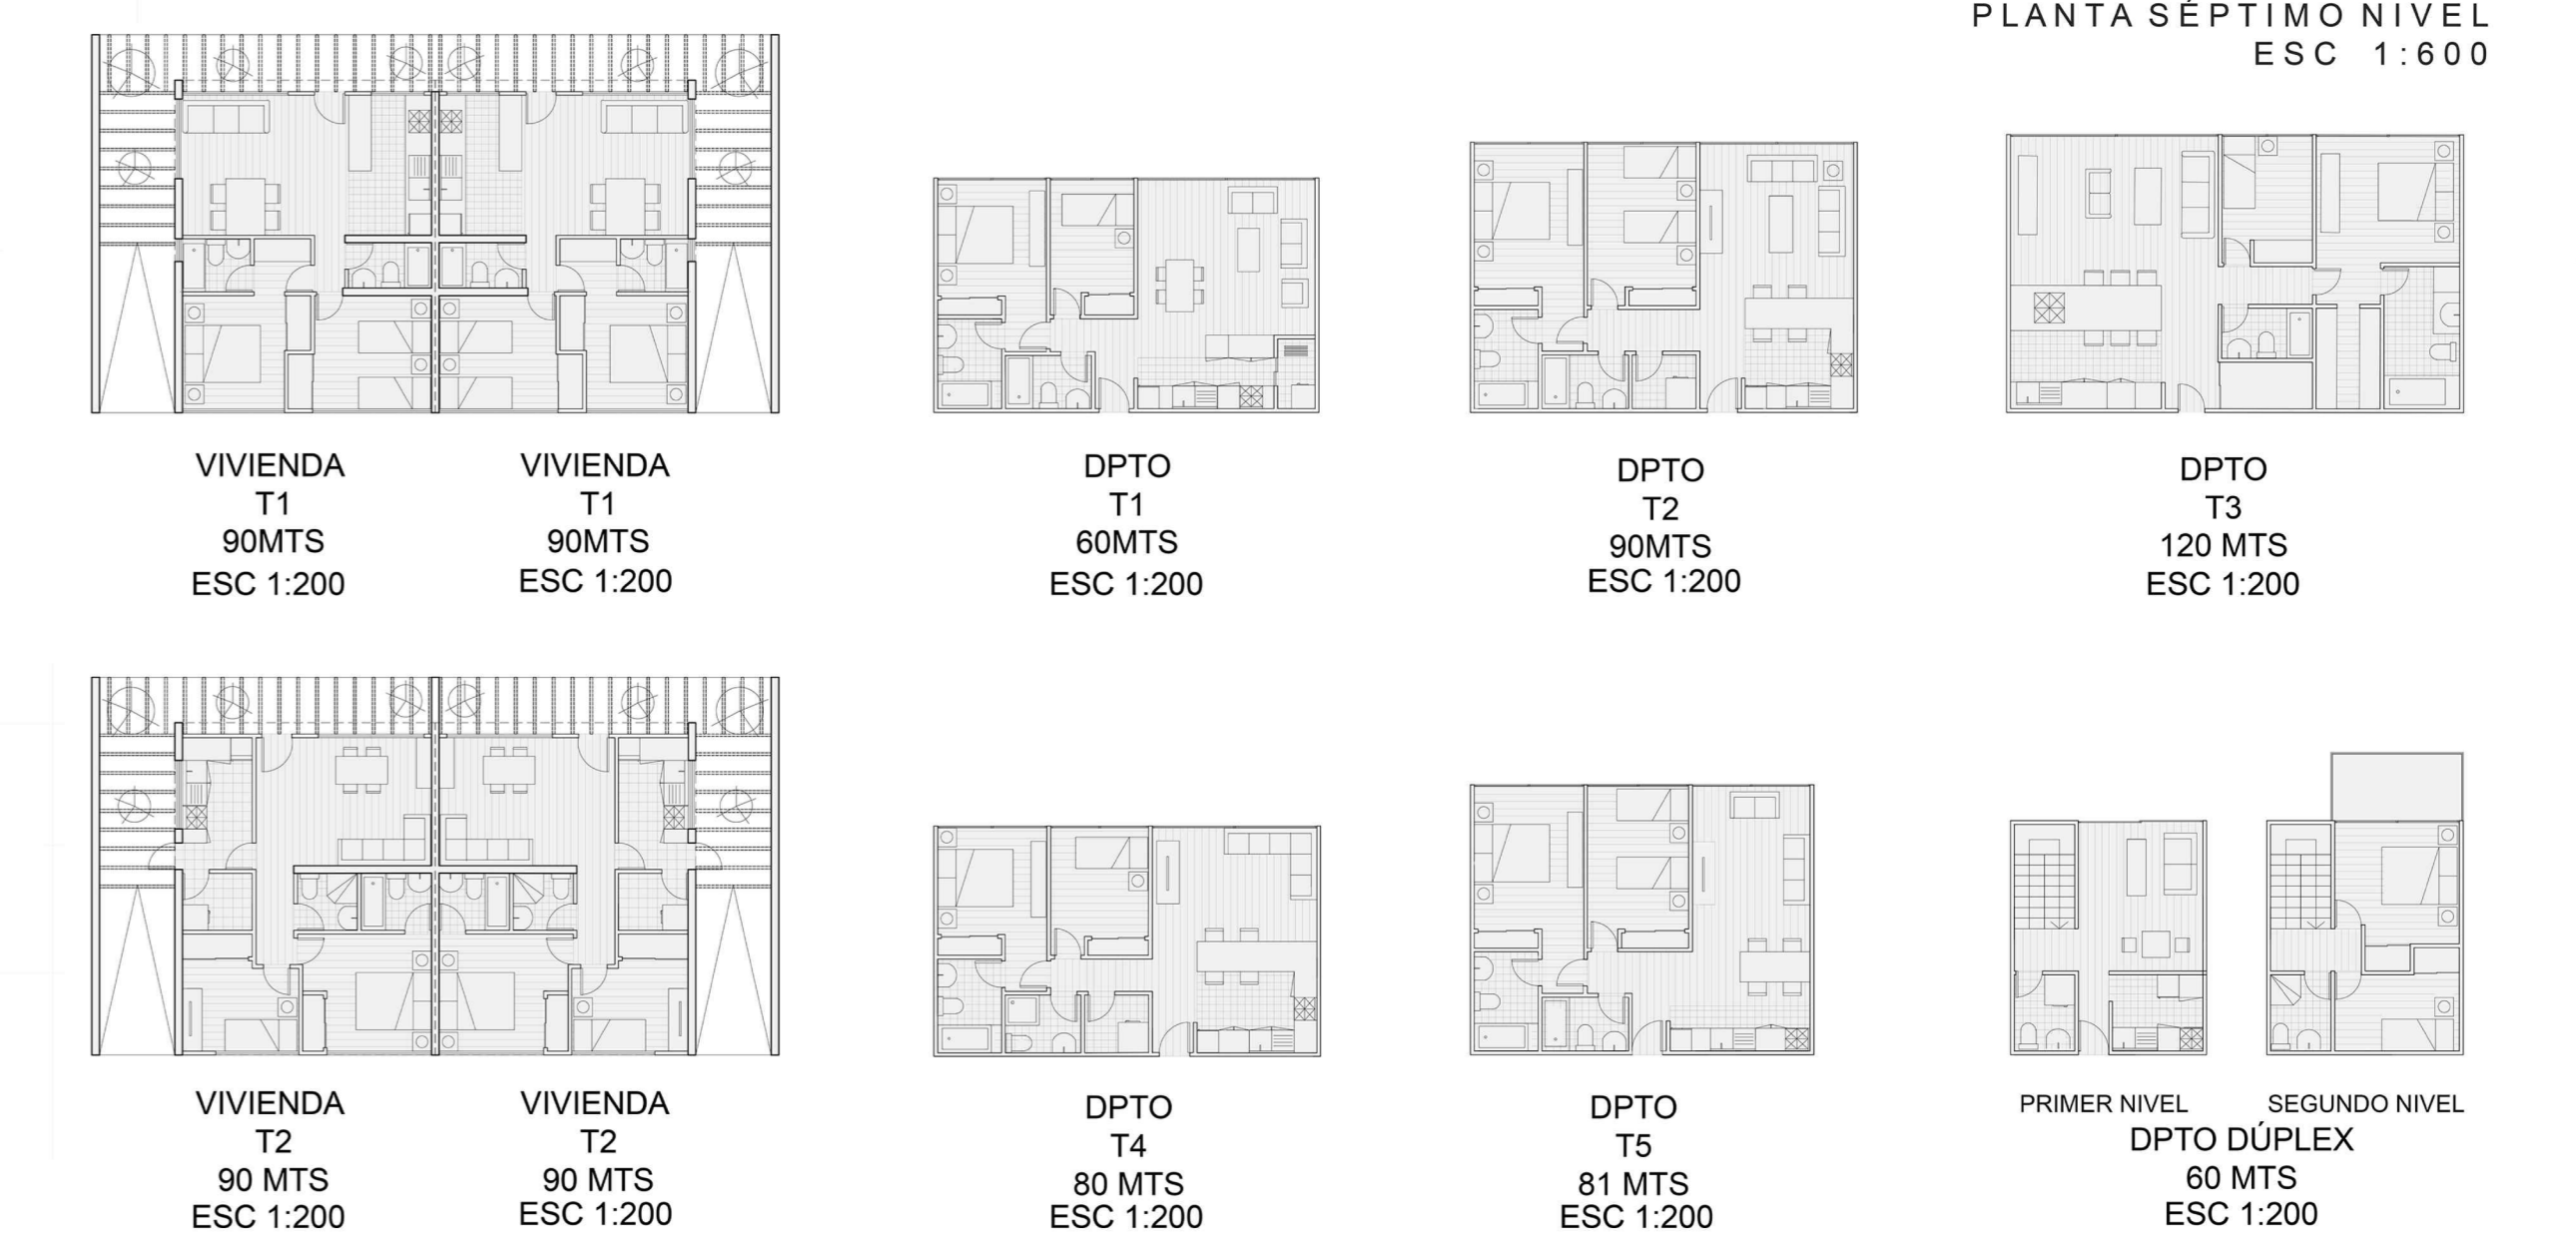 PLANTA SÉPTIMO NIVEL
ESC 1:600
VIVIENDA
T1
90MTS
ESC 1:200
VIVIENDA
T1
90MTS
ESC 1:200
DPTO
T1
60MTS
ESC 1:200
DPTO
T2
90MTS
ESC 1:200
DPTO
T3
120 MTS
ESC 1:200
VIVIENDA
T2
90 MTS
ESC 1:200
VIVIENDA
T2
90 MTS
ESC 1:200
DPTO
T4
80 MTS
ESC 1:200
DPTO
T5
81 MTS
ESC 1:200
PRIMER NIVEL
SEGUNDO NIVEL
DPTO DÚPLEX
60 MTS
ESC 1:200